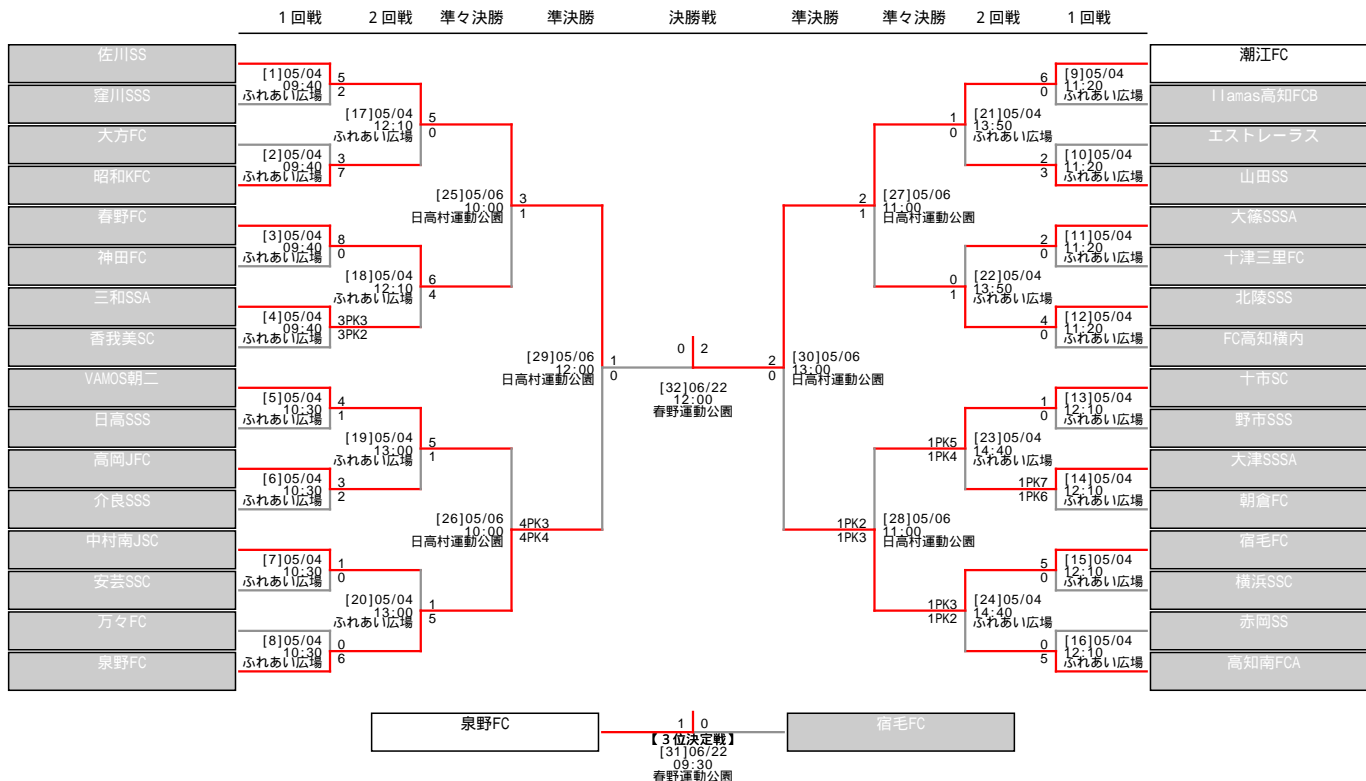 1回戦 2回戦 準々決勝 準決勝 決勝戦 準決勝 準々決勝 2回戦 1回戦
佐川SS
窪川SSS
大方FC
昭和KFC
春野FC
神田FC
三和SSA
香我美SC
VAMOS朝二
日高SSS
高岡JFC
介良SSS
中村南JSC
安芸SSC
万々FC
泉野FC
[1]05/04
09:40
ふれあい広場
5
2
[2]05/04
09:40
ふれあい広場
3
7
[3]05/04
09:40
ふれあい広場
8
0
[4]05/04
09:40
ふれあい広場
3PK3
3PK2
[5]05/04
10:30
ふれあい広場
4
1
[6]05/04
10:30
ふれあい広場
3
2
[7]05/04
10:30
ふれあい広場
1
0
[8]05/04
10:30
ふれあい広場
0
6
[17]05/04
12:10
ふれあい広場
5
0
[18]05/04
12:10
ふれあい広場
6
4
[19]05/04
13:00
ふれあい広場
5
1
[20]05/04
13:00
ふれあい広場
1
5
[25]05/06
10:00
日高村運動公園
3
1
[26]05/06
10:00
日高村運動公園
4PK3
4PK4
[29]05/06
12:00
日高村運動公園
1
0
0 2
[32]06/22
12:00
春野運動公園
2
0
[30]05/06
13:00
日高村運動公園
2
1
[27]05/06
11:00
日高村運動公園
1PK2
1PK3
[28]05/06
11:00
日高村運動公園
1
0
[21]05/04
13:50
ふれあい広場
0
1
[22]05/04
13:50
ふれあい広場
1PK5
1PK4
[23]05/04
14:40
ふれあい広場
1PK3
1PK2
[24]05/04
14:40
ふれあい広場
6
0
[9]05/04
11:20
ふれあい広場
2
3
[10]05/04
11:20
ふれあい広場
2
0
[11]05/04
11:20
ふれあい広場
4
0
[12]05/04
11:20
ふれあい広場
1
0
[13]05/04
12:10
ふれあい広場
1PK7
1PK6
[14]05/04
12:10
ふれあい広場
5
0
[15]05/04
12:10
ふれあい広場
0
5
[16]05/04
12:10
ふれあい広場
潮江FC
llamas高知FCB
エストレーラス
山田SS
大篠SSSA
十津三里FC
北陵SSS
FC高知横内
十市SC
野市SSS
大津SSSA
朝倉FC
宿毛FC
横浜SSC
赤岡SS
高知南FCA
泉野FC 1 0 宿毛FC
【3位決定戦】
[31]06/22
09:30
春野運動公園